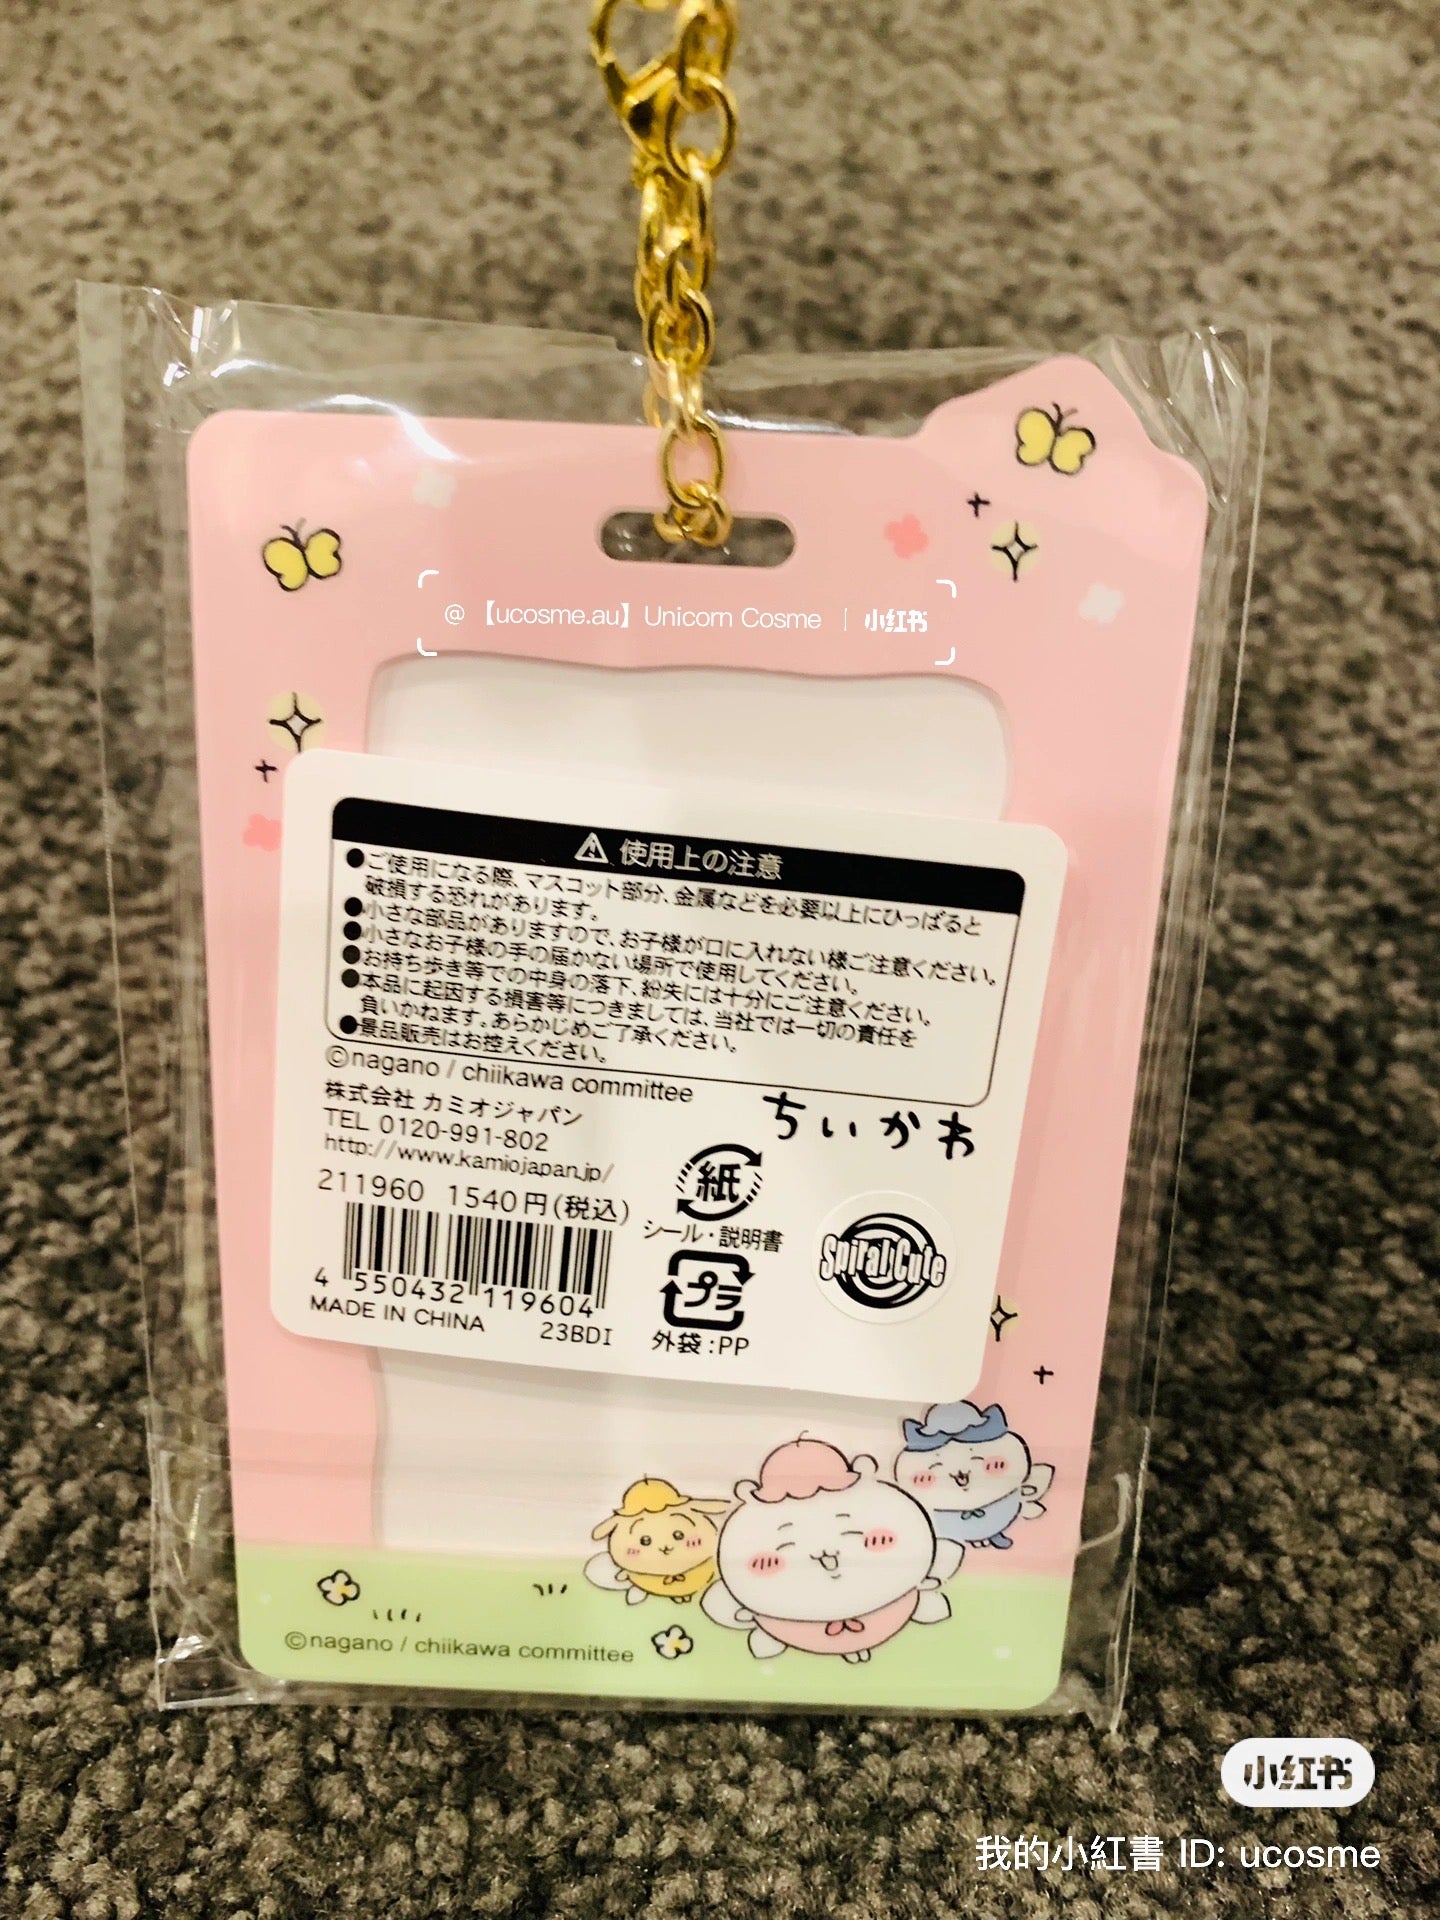 @【ucosme.au】Unicorn Cosme | 小红书
⚠ 使用上の注意
●ご使用になる際、マスコット部分、金属などを必要以上にひっぱると
破損する恐れがあります。
●小さな部品がありますので、お子様が口に入れない様ご注意ください。
●小さなお子様の手の届かない場所で使用してください。
●お持ち歩き等での中身の落下、紛失には十分にご注意ください。
●本品に起因する損害等につきましては、当社では一切の責任を
負いかねます。あらかじめご了承ください。
●景品販売はお控えください。
©nagano / chiikawa committee
ちいかわ
株式会社 カミオジャパン
TEL 0120-991-802
http://www.kamiojapan.jp/
211960 1540円(税込)
紙
シール・説明書
プラ
外袋:PP
Spiral Cute
4 550432 119604
MADE IN CHINA 23BDI
©nagano / chiikawa committee
小红书
我的小紅書 ID: ucosme